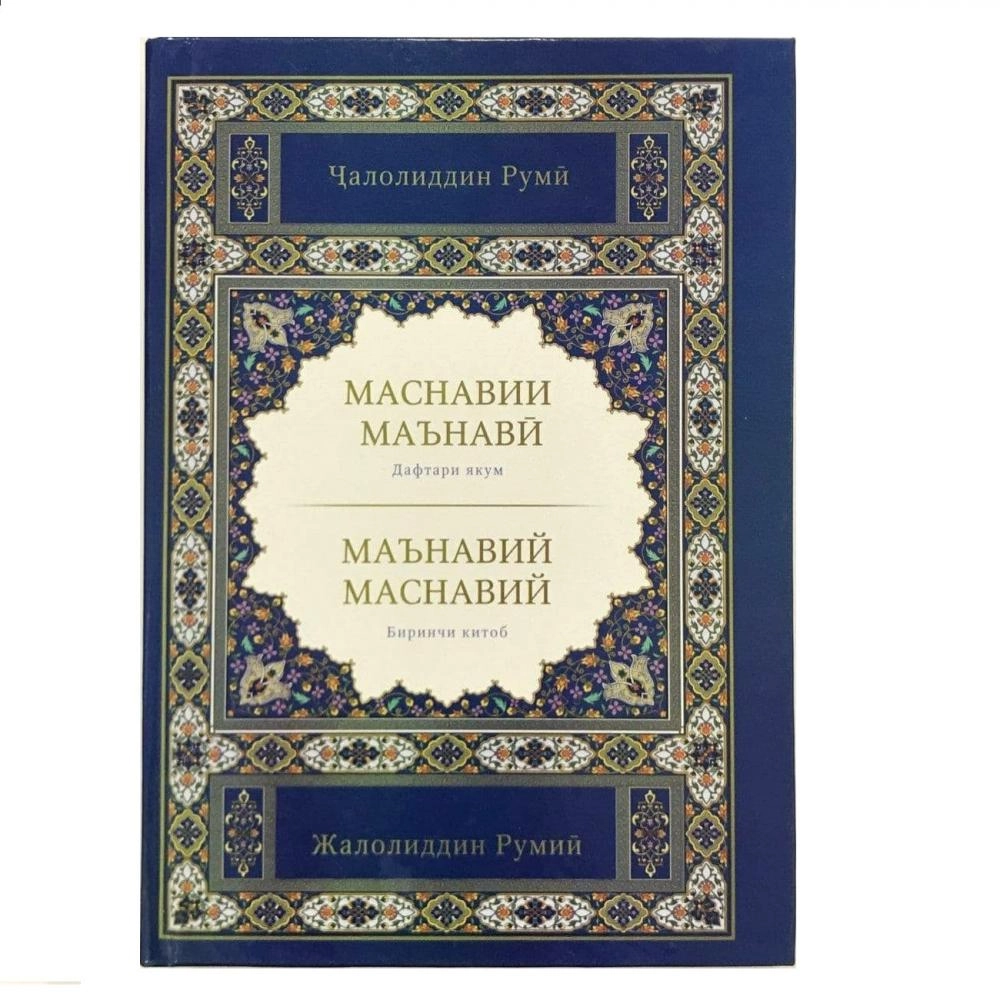 Ҷалолиддин Румӣ
МАСНАВИИ
МАЪНАВӢ
Дафтари якум
МАЪНАВИЙ
МАСНАВИЙ
Биринчи китоб
Жалолиддин Румий